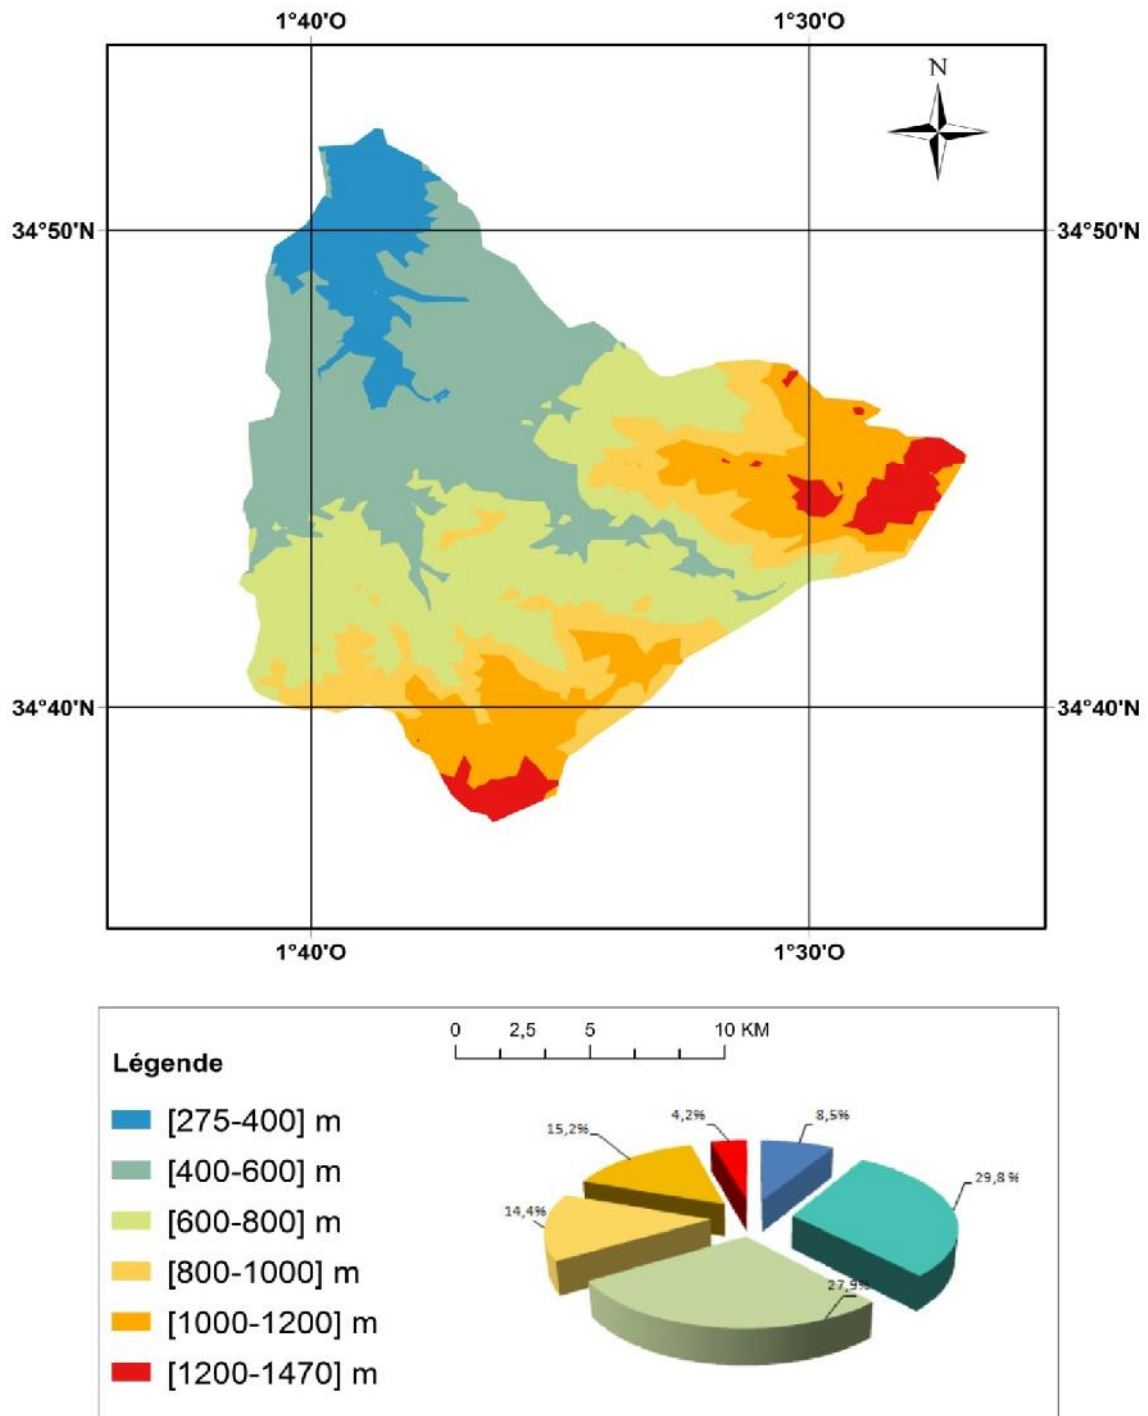 1°40'O 1°30'O
N
34°50'N 34°50'N
34°40'N 34°40'N
1°40'O 1°30'O
0 2,5 5 10 KM
Légende
[275-400] m
[400-600] m
[600-800] m
[800-1000] m
[1000-1200] m
[1200-1470] m
4,2% 8,5%
15,2%
29,8%
14,4%
27,9%